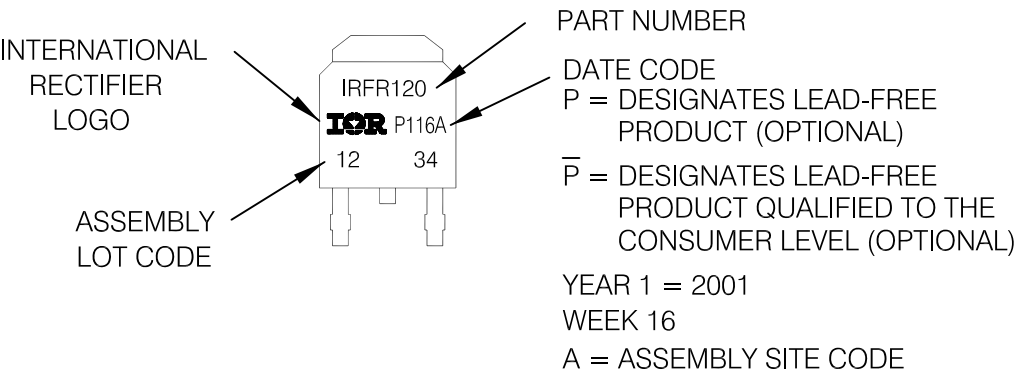 INTERNATIONAL
RECTIFIER
LOGO
ASSEMBLY
LOT CODE
IRFR120
IOR P116A
12 34
PART NUMBER
DATE CODE
P = DESIGNATES LEAD-FREE
PRODUCT (OPTIONAL)
P̅ = DESIGNATES LEAD-FREE
PRODUCT QUALIFIED TO THE
CONSUMER LEVEL (OPTIONAL)
YEAR 1 = 2001
WEEK 16
A = ASSEMBLY SITE CODE